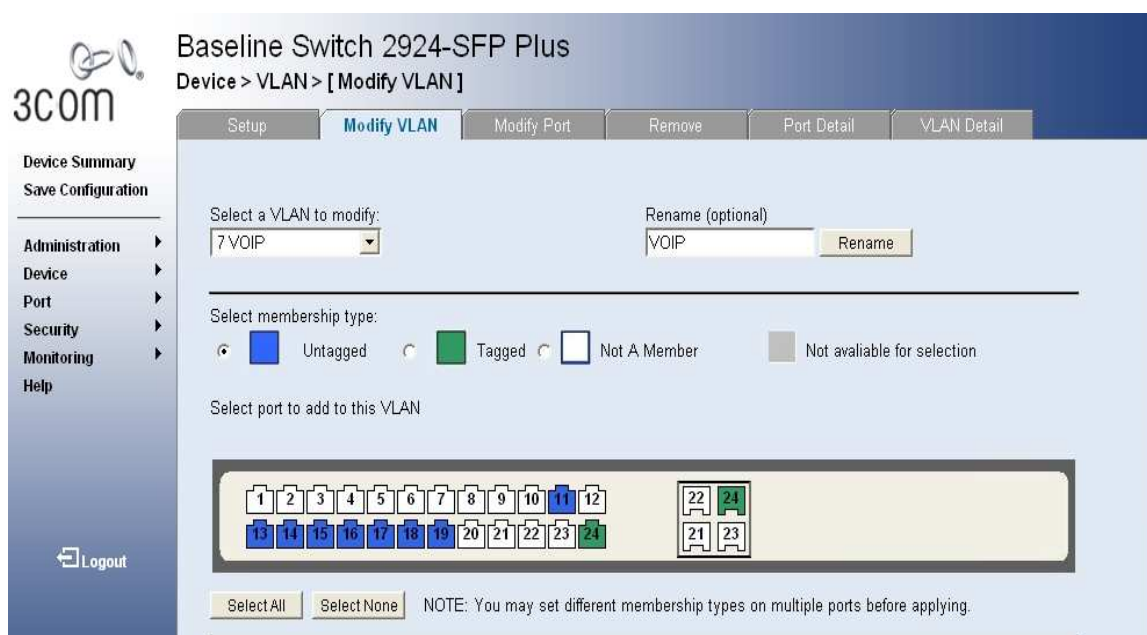 3COM
Baseline Switch 2924-SFP Plus
Device > VLAN > [ Modify VLAN ]
Setup Modify VLAN Modify Port Remove Port Detail VLAN Detail
Device Summary
Save Configuration
Administration
Device
Port
Security
Monitoring
Help
Logout
Select a VLAN to modify: Rename (optional)
7 VOIP VOIP Rename
Select membership type:
Untagged Tagged Not A Member Not avaliable for selection
Select port to add to this VLAN
1 2 3 4 5 6 7 8 9 10 11 12 22 24
13 14 15 16 17 18 19 20 21 22 23 24 21 23
Select All Select None NOTE: You may set different membership types on multiple ports before applying.